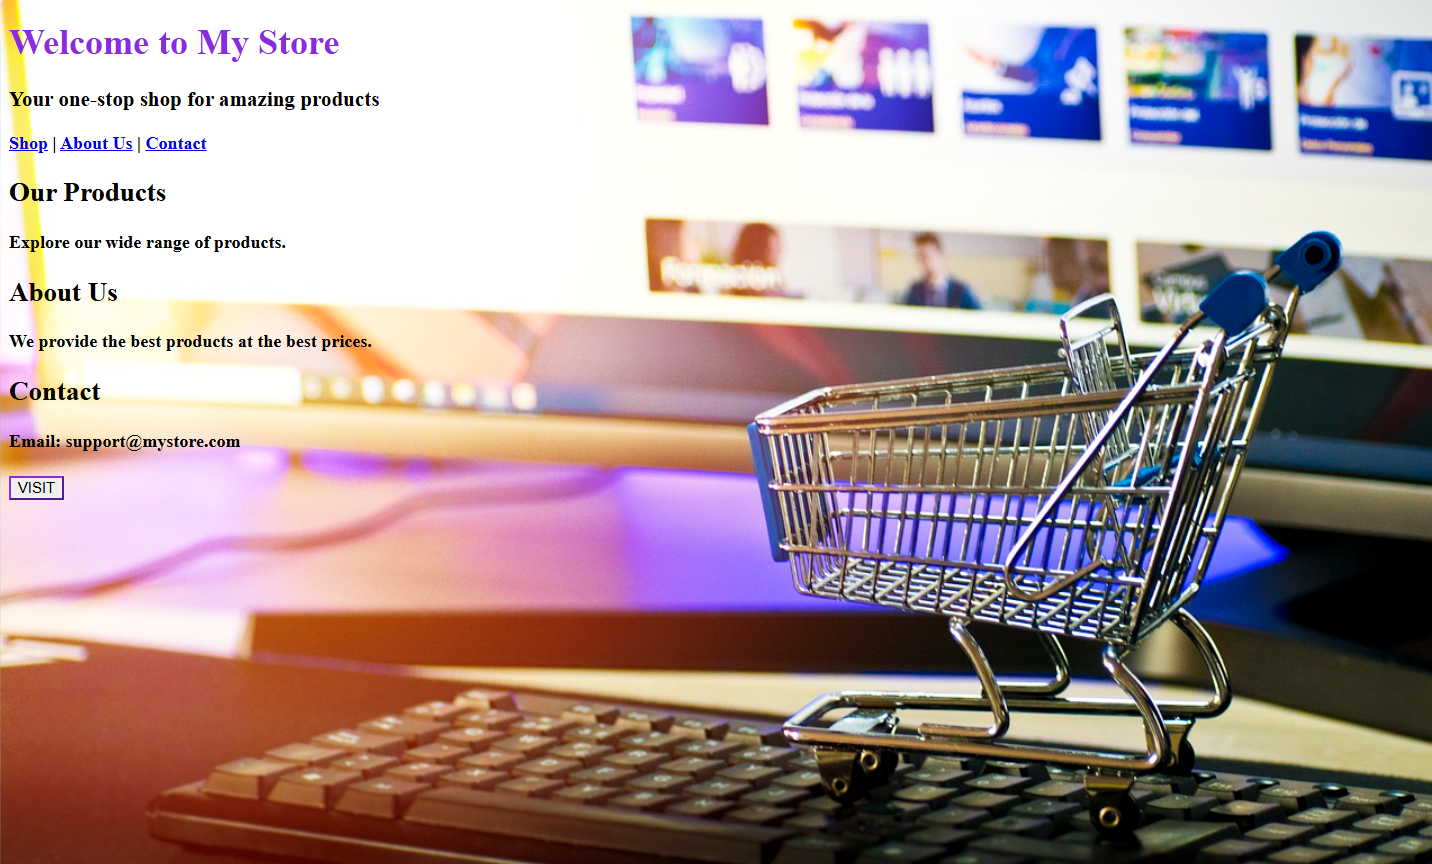 Welcome to My Store
Your one-stop shop for amazing products
Shop | About Us | Contact
Our Products
Explore our wide range of products.
About Us
We provide the best products at the best prices.
Contact
Email: support@mystore.com
VISIT
Formación